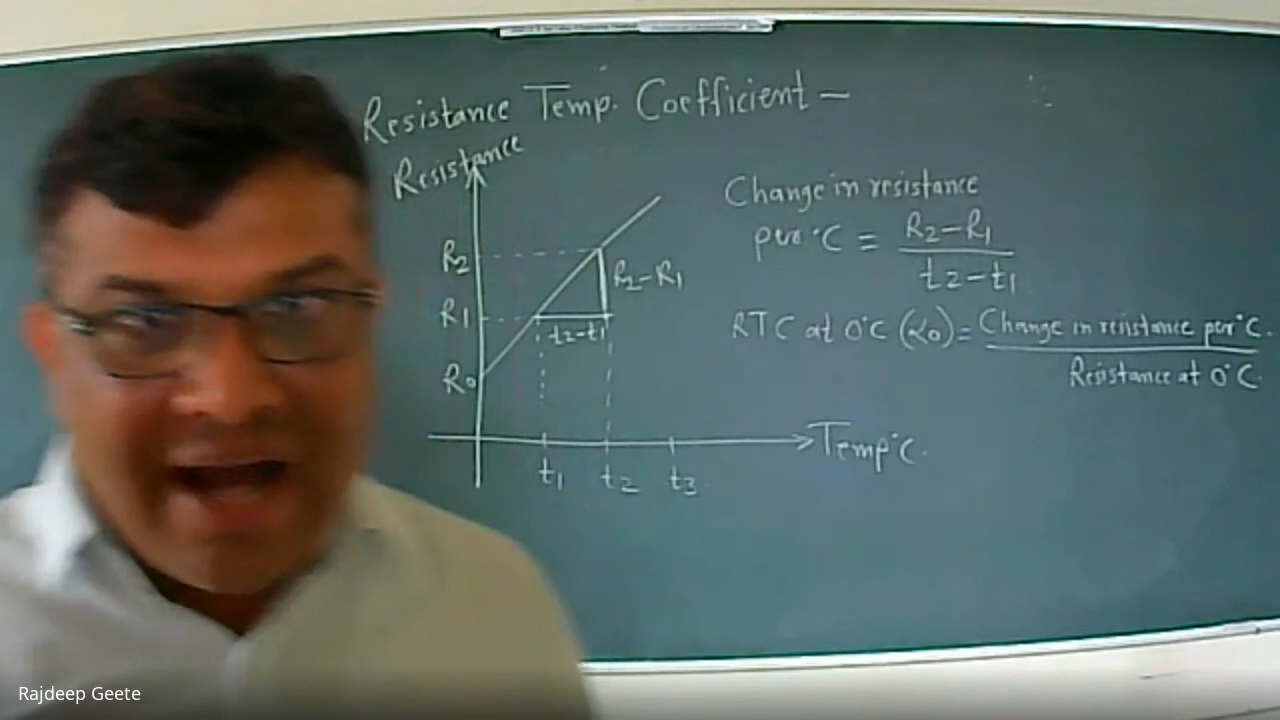 Resistance Temp. Coefficient —
Resistance
R2
R1
R0
R2-R1
t2-t1
t1 t2 t3
Temp°C.
Change in resistance
per °C = R2-R1
t2-t1
RTC at 0°C (α0) = Change in resistance per °C.
Resistance at 0°C.
Rajdeep Geete